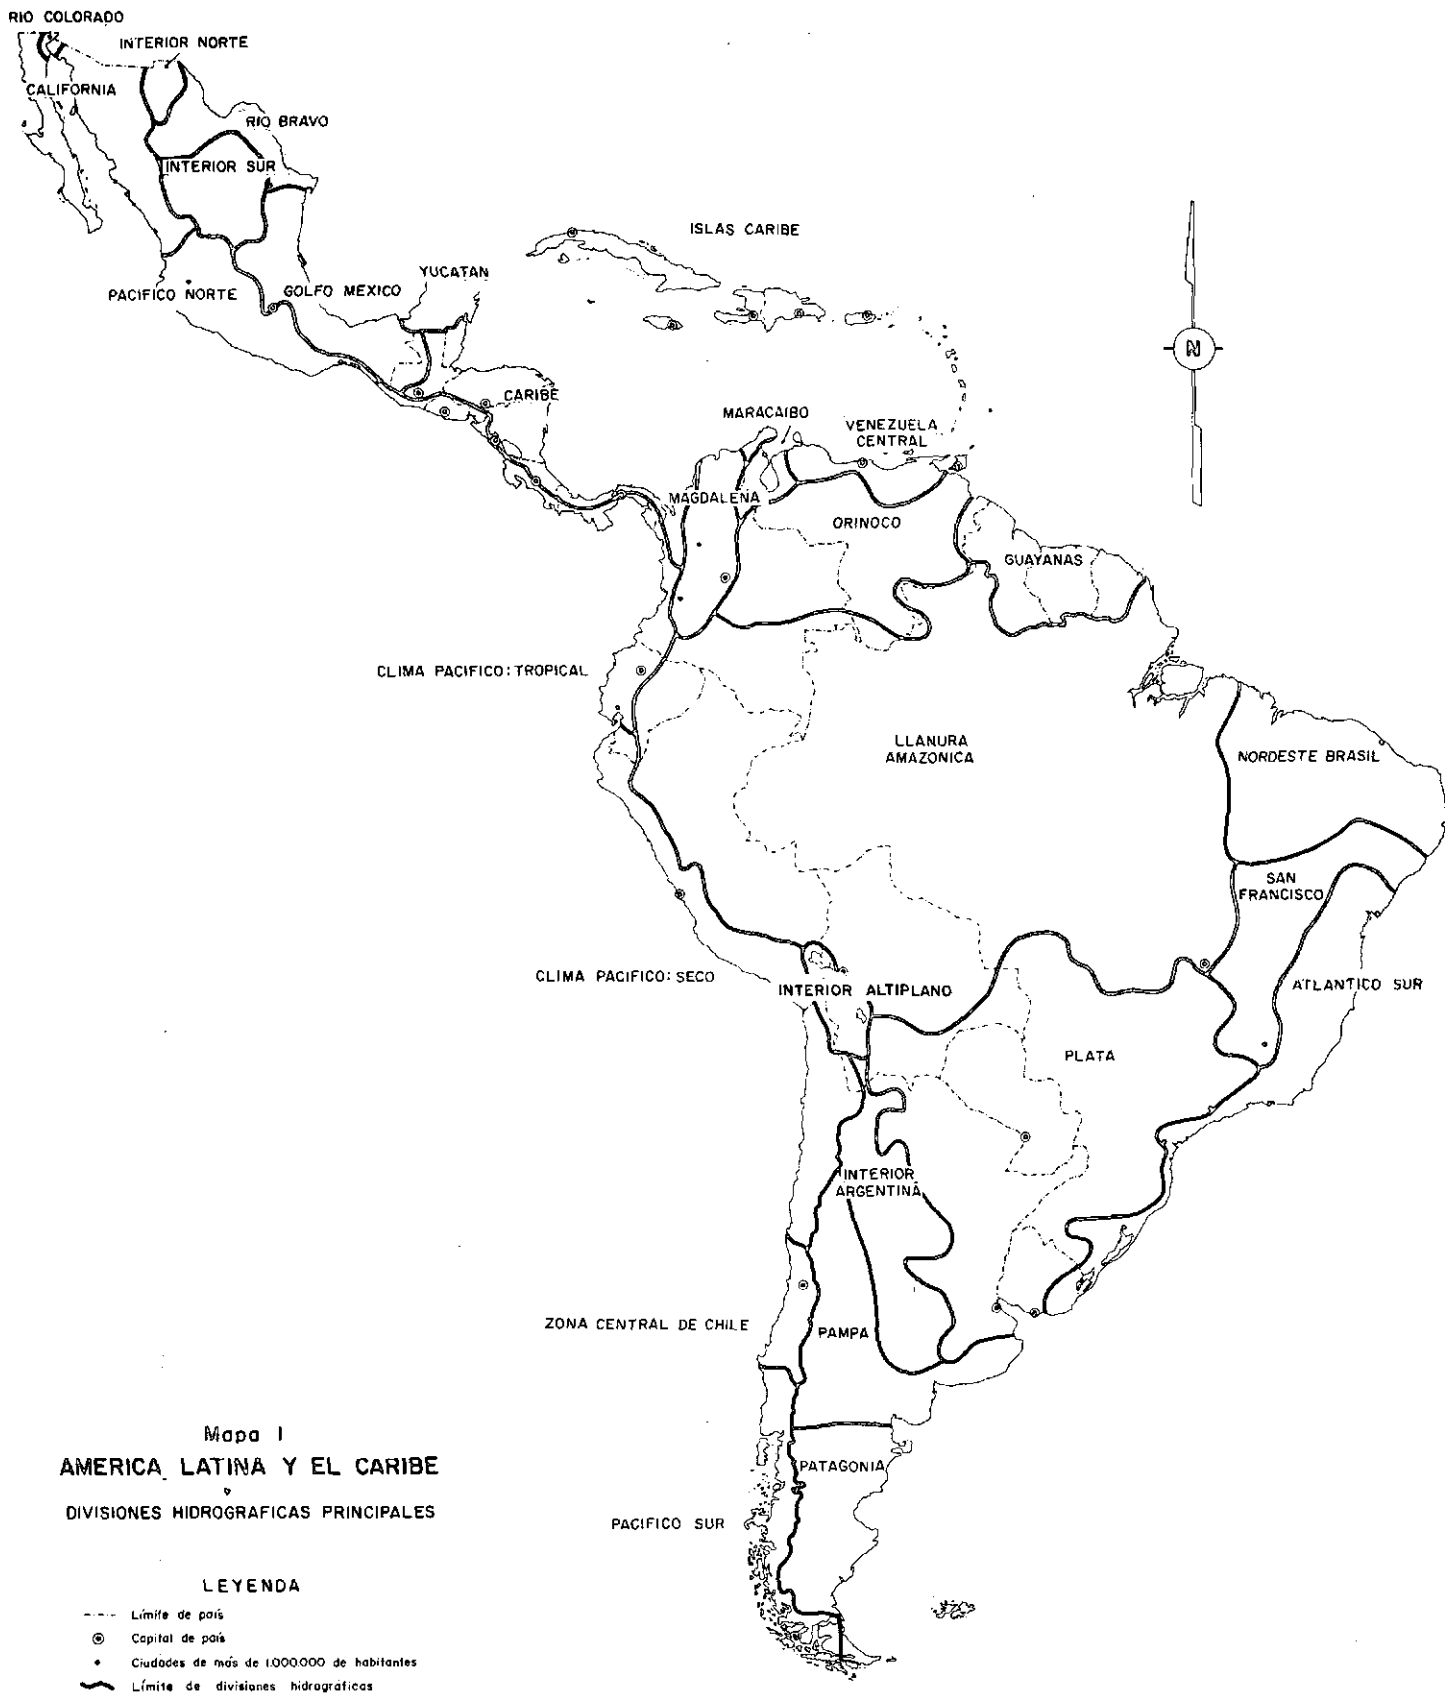 RIO COLORADO
INTERIOR NORTE
CALIFORNIA
RIO BRAVO
INTERIOR SUR
ISLAS CARIBE
YUCATAN
PACIFICO NORTE
GOLFO MEXICO
N
CARIBE
MARACAIBO
VENEZUELA
CENTRAL
MAGDALENA
ORINOCO
GUAYANAS
CLIMA PACIFICO: TROPICAL
LLANURA
AMAZONICA
NORDESTE BRASIL
SAN
FRANCISCO
CLIMA PACIFICO: SECO
INTERIOR ALTIPLANO
ATLANTICO SUR
PLATA
INTERIOR
ARGENTINA
ZONA CENTRAL DE CHILE
PAMPA
PATAGONIA
PACIFICO SUR
Mapa I
AMERICA LATINA Y EL CARIBE
DIVISIONES HIDROGRAFICAS PRINCIPALES
LEYENDA
Límite de país
Capital de país
Ciudades de más de 1.000.000 de habitantes
Límite de divisiones hidrográficas